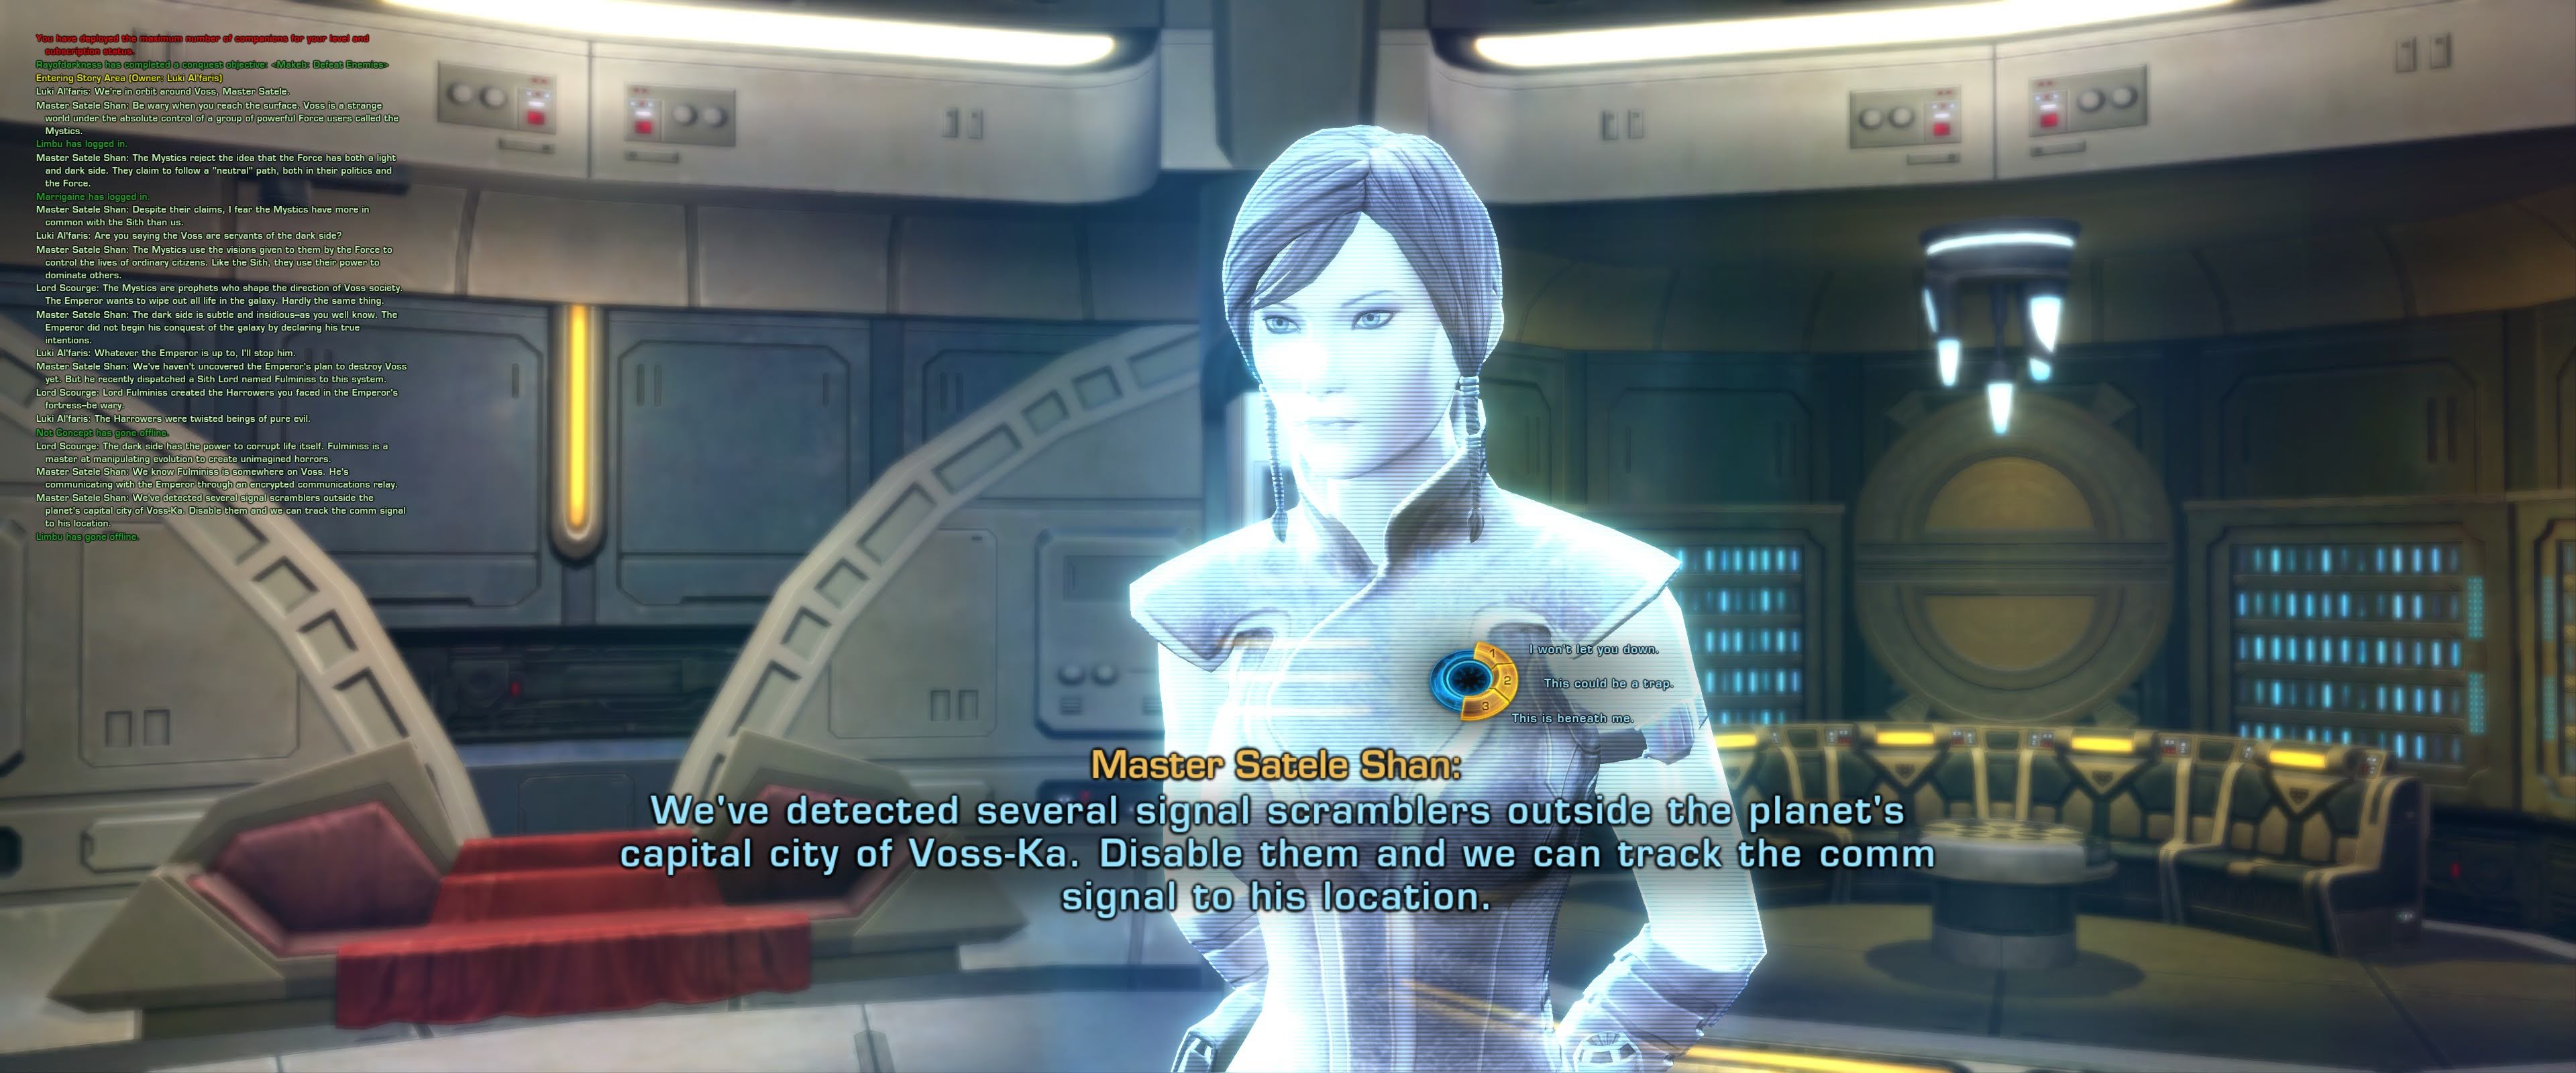 You have deployed the maximum number of companions for your level and
subscription status.
Rayofdarkness has completed a conquest objective: <Makeb: Defeat Enemies>
Entering Story Area (Owner: Luki Al'faris)
Luki Al'faris: We're in orbit around Voss, Master Satele.
Master Satele Shan: Be wary when you reach the surface. Voss is a strange
world under the absolute control of a group of powerful Force users called the
Mystics.
Limbu has logged in.
Master Satele Shan: The Mystics reject the idea that the Force has both a light
and dark side. They claim to follow a "neutral" path, both in their politics and
the Force.
Marrigaine has logged in.
Master Satele Shan: Despite their claims, I fear the Mystics have more in
common with the Sith than us.
Luki Al'faris: Are you saying the Voss are servants of the dark side?
Master Satele Shan: The Mystics use the visions given to them by the Force to
control the lives of ordinary citizens. Like the Sith, they use their power to
dominate others.
Lord Scourge: The Mystics are prophets who shape the direction of Voss society.
The Emperor wants to wipe out all life in the galaxy. Hardly the same thing.
Master Satele Shan: The dark side is subtle and insidious—as you well know. The
Emperor did not begin his conquest of the galaxy by declaring his true
intentions.
Luki Al'faris: Whatever the Emperor is up to, I'll stop him.
Master Satele Shan: We've haven't uncovered the Emperor's plan to destroy Voss
yet. But he recently dispatched a Sith Lord named Fulminiss to this system.
Lord Scourge: Lord Fulminiss created the Harrowers you faced in the Emperor's
fortress—be wary.
Luki Al'faris: The Harrowers were twisted beings of pure evil.
Not Concept has gone offline.
Lord Scourge: The dark side has the power to corrupt life itself. Fulminiss is a
master at manipulating evolution to create unimagined horrors.
Master Satele Shan: We know Fulminiss is somewhere on Voss. He's
communicating with the Emperor through an encrypted communications relay.
Master Satele Shan: We've detected several signal scramblers outside the
planet's capital city of Voss-Ka. Disable them and we can track the comm signal
to his location.
Limbu has gone offline.
1 I won't let you down.
2 This could be a trap.
3 This is beneath me.
Master Satele Shan:
We've detected several signal scramblers outside the planet's
capital city of Voss-Ka. Disable them and we can track the comm
signal to his location.